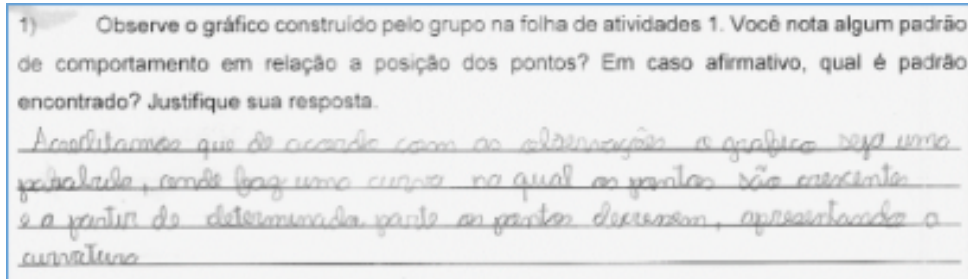 1) Observe o gráfico construído pelo grupo na folha de atividades 1. Você nota algum padrão
de comportamento em relação a posição dos pontos? Em caso afirmativo, qual é padrão
encontrado? Justifique sua resposta.
Acreditamos que de acordo com as observações o grafico seja uma
onde faz uma curva no qual os pontos são crescentes
e a partir de determinada parte os pontos decrescem, apresentando a
curvatura